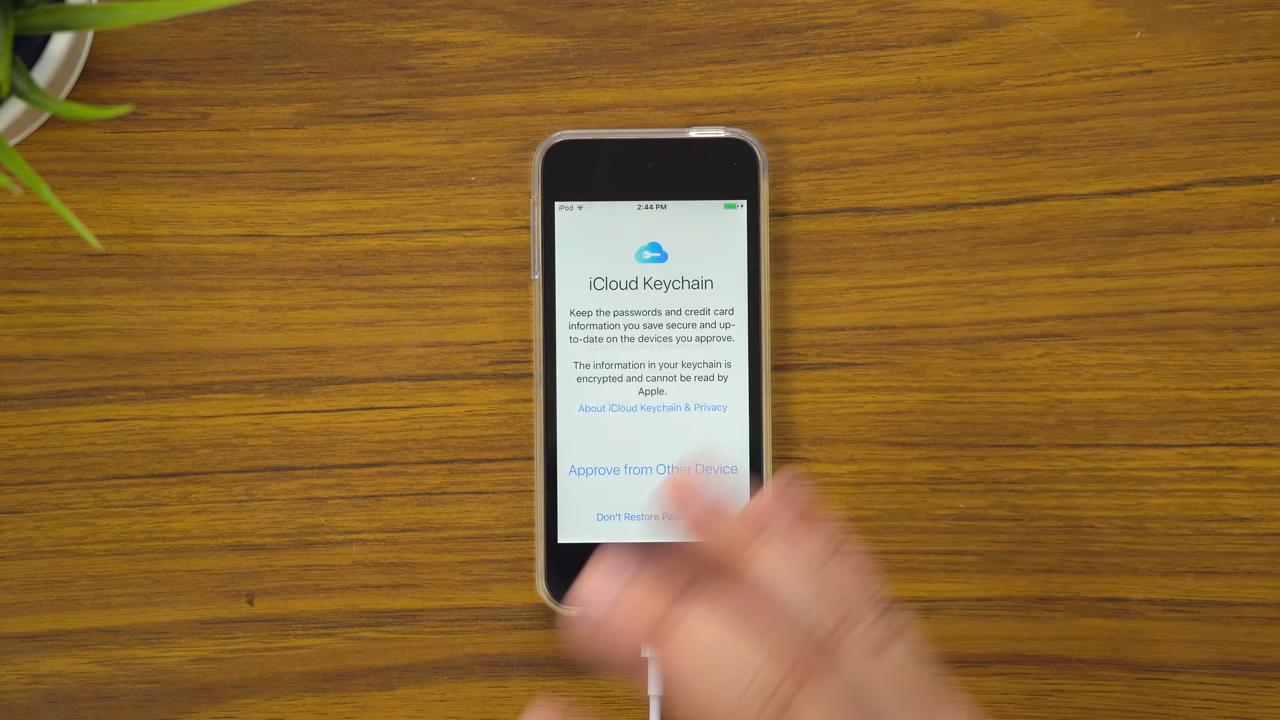 iPod 2:44 PM
iCloud Keychain
Keep the passwords and credit card
information you save secure and up-
to-date on the devices you approve.
The information in your keychain is
encrypted and cannot be read by
Apple.
About iCloud Keychain & Privacy
Approve from Other Device
Don't Restore